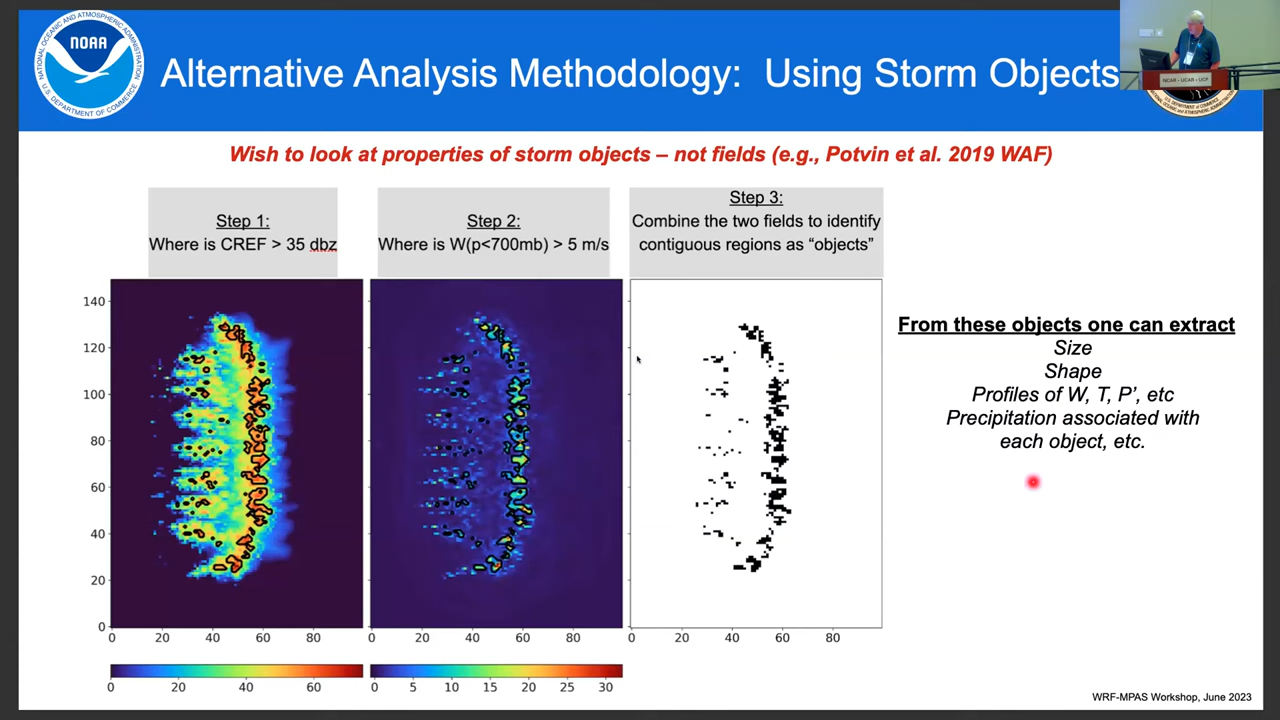 NATIONAL OCEANIC AND ATMOSPHERIC ADMINISTRATION
U.S. DEPARTMENT OF COMMERCE
NOAA
Alternative Analysis Methodology: Using Storm Objects
NCAR • UCAR • UCP
Wish to look at properties of storm objects – not fields (e.g., Potvin et al. 2019 WAF)
Step 1:
Where is CREF > 35 dbz
Step 2:
Where is W(p<700mb) > 5 m/s
Step 3:
Combine the two fields to identify
contiguous regions as “objects”
140
120
100
80
60
40
20
0
0 20 40 60 80
0 20 40 60 80
0 20 40 60 80
0 20 40 60
0 5 10 15 20 25 30
From these objects one can extract
Size
Shape
Profiles of W, T, P’, etc
Precipitation associated with
each object, etc.
WRF-MPAS Workshop, June 2023